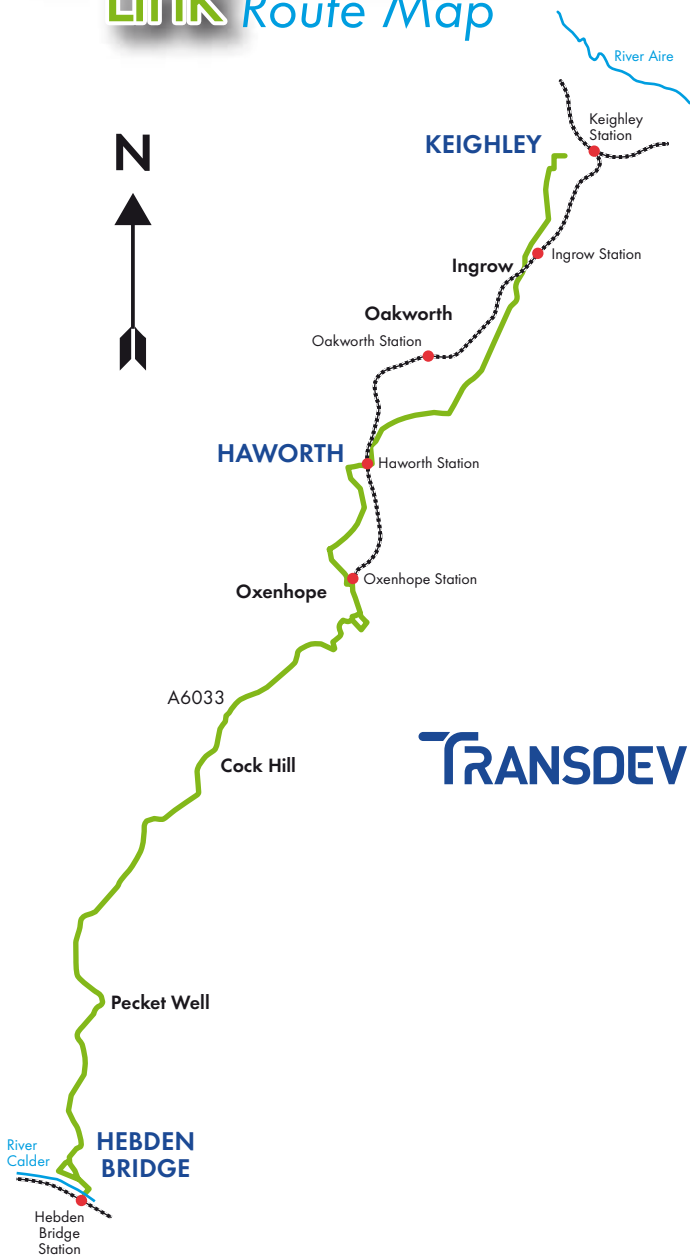 Link Route Map
River Aire
Keighley
Station
N
KEIGHLEY
Ingrow Station
Ingrow
Oakworth
Oakworth Station
HAWORTH
Haworth Station
Oxenhope Station
Oxenhope
A6033
TRANSDEV
Cock Hill
Pecket Well
HEBDEN
BRIDGE
River
Calder
Hebden
Bridge
Station